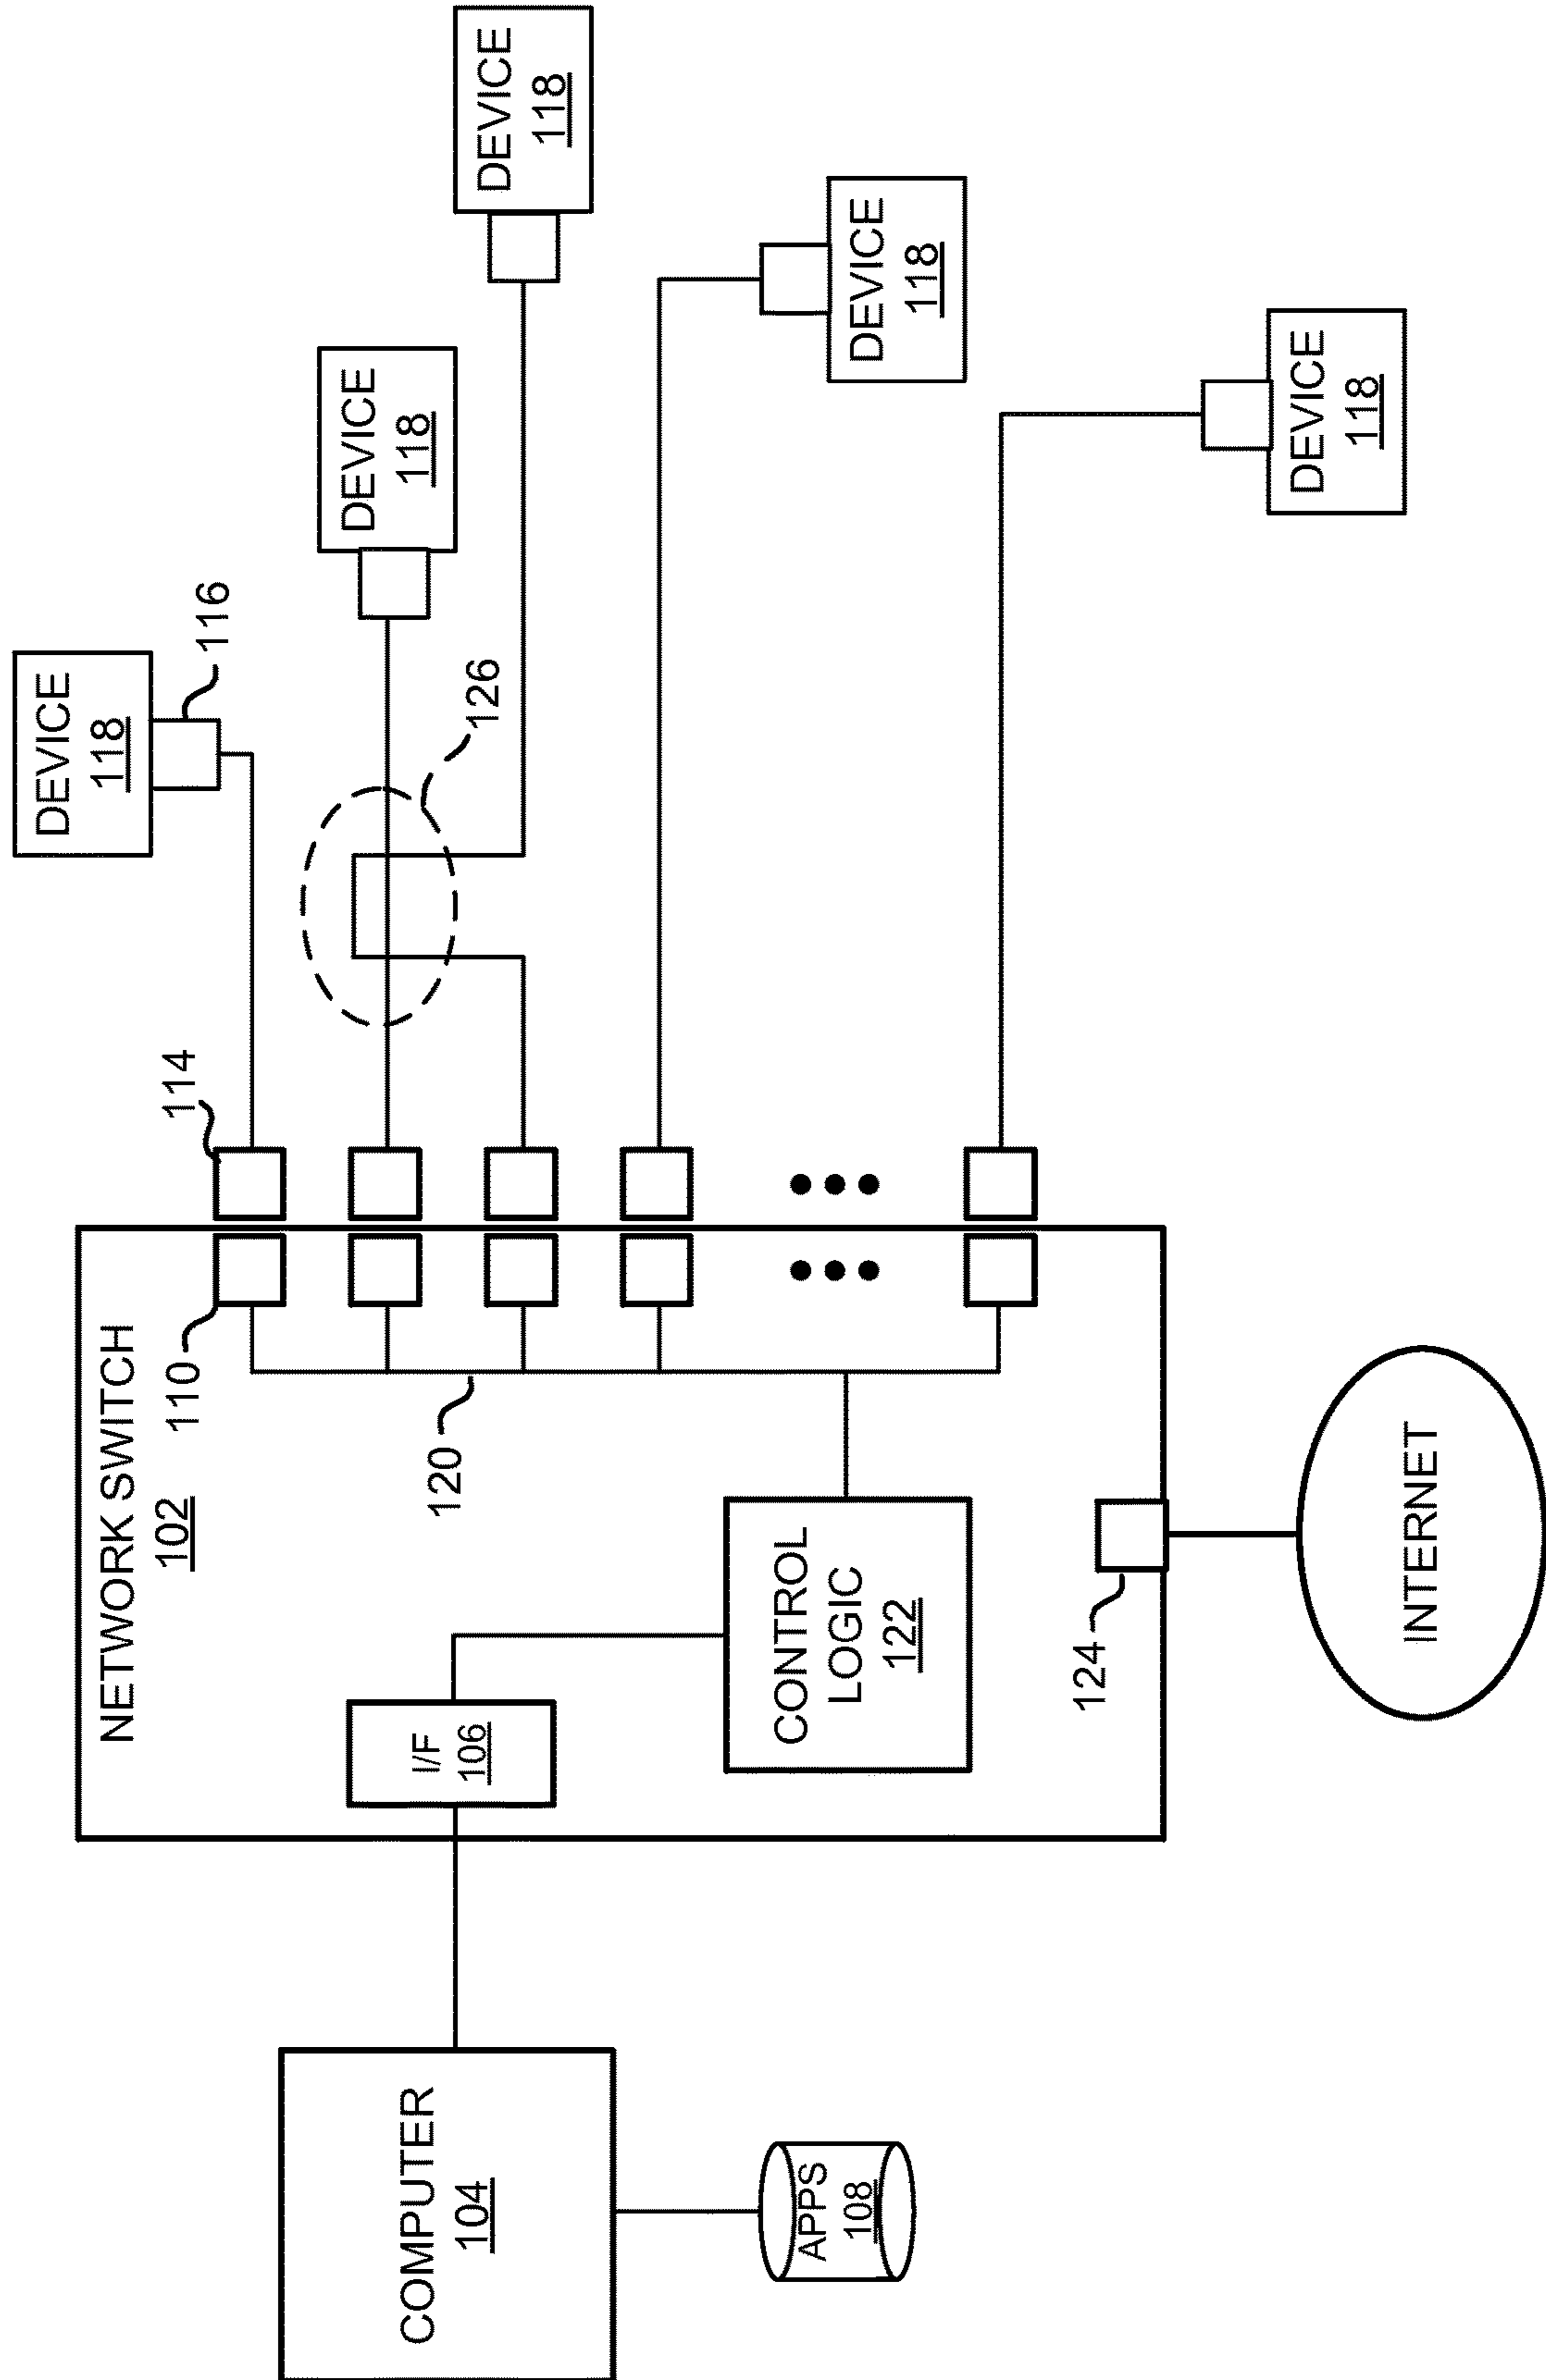 COMPUTER
104
APPS
108
NETWORK SWITCH
102
I/F
106
CONTROL
LOGIC
122
120
110
114
124
INTERNET
DEVICE
118
116
126
DEVICE
118
DEVICE
118
DEVICE
118
DEVICE
118